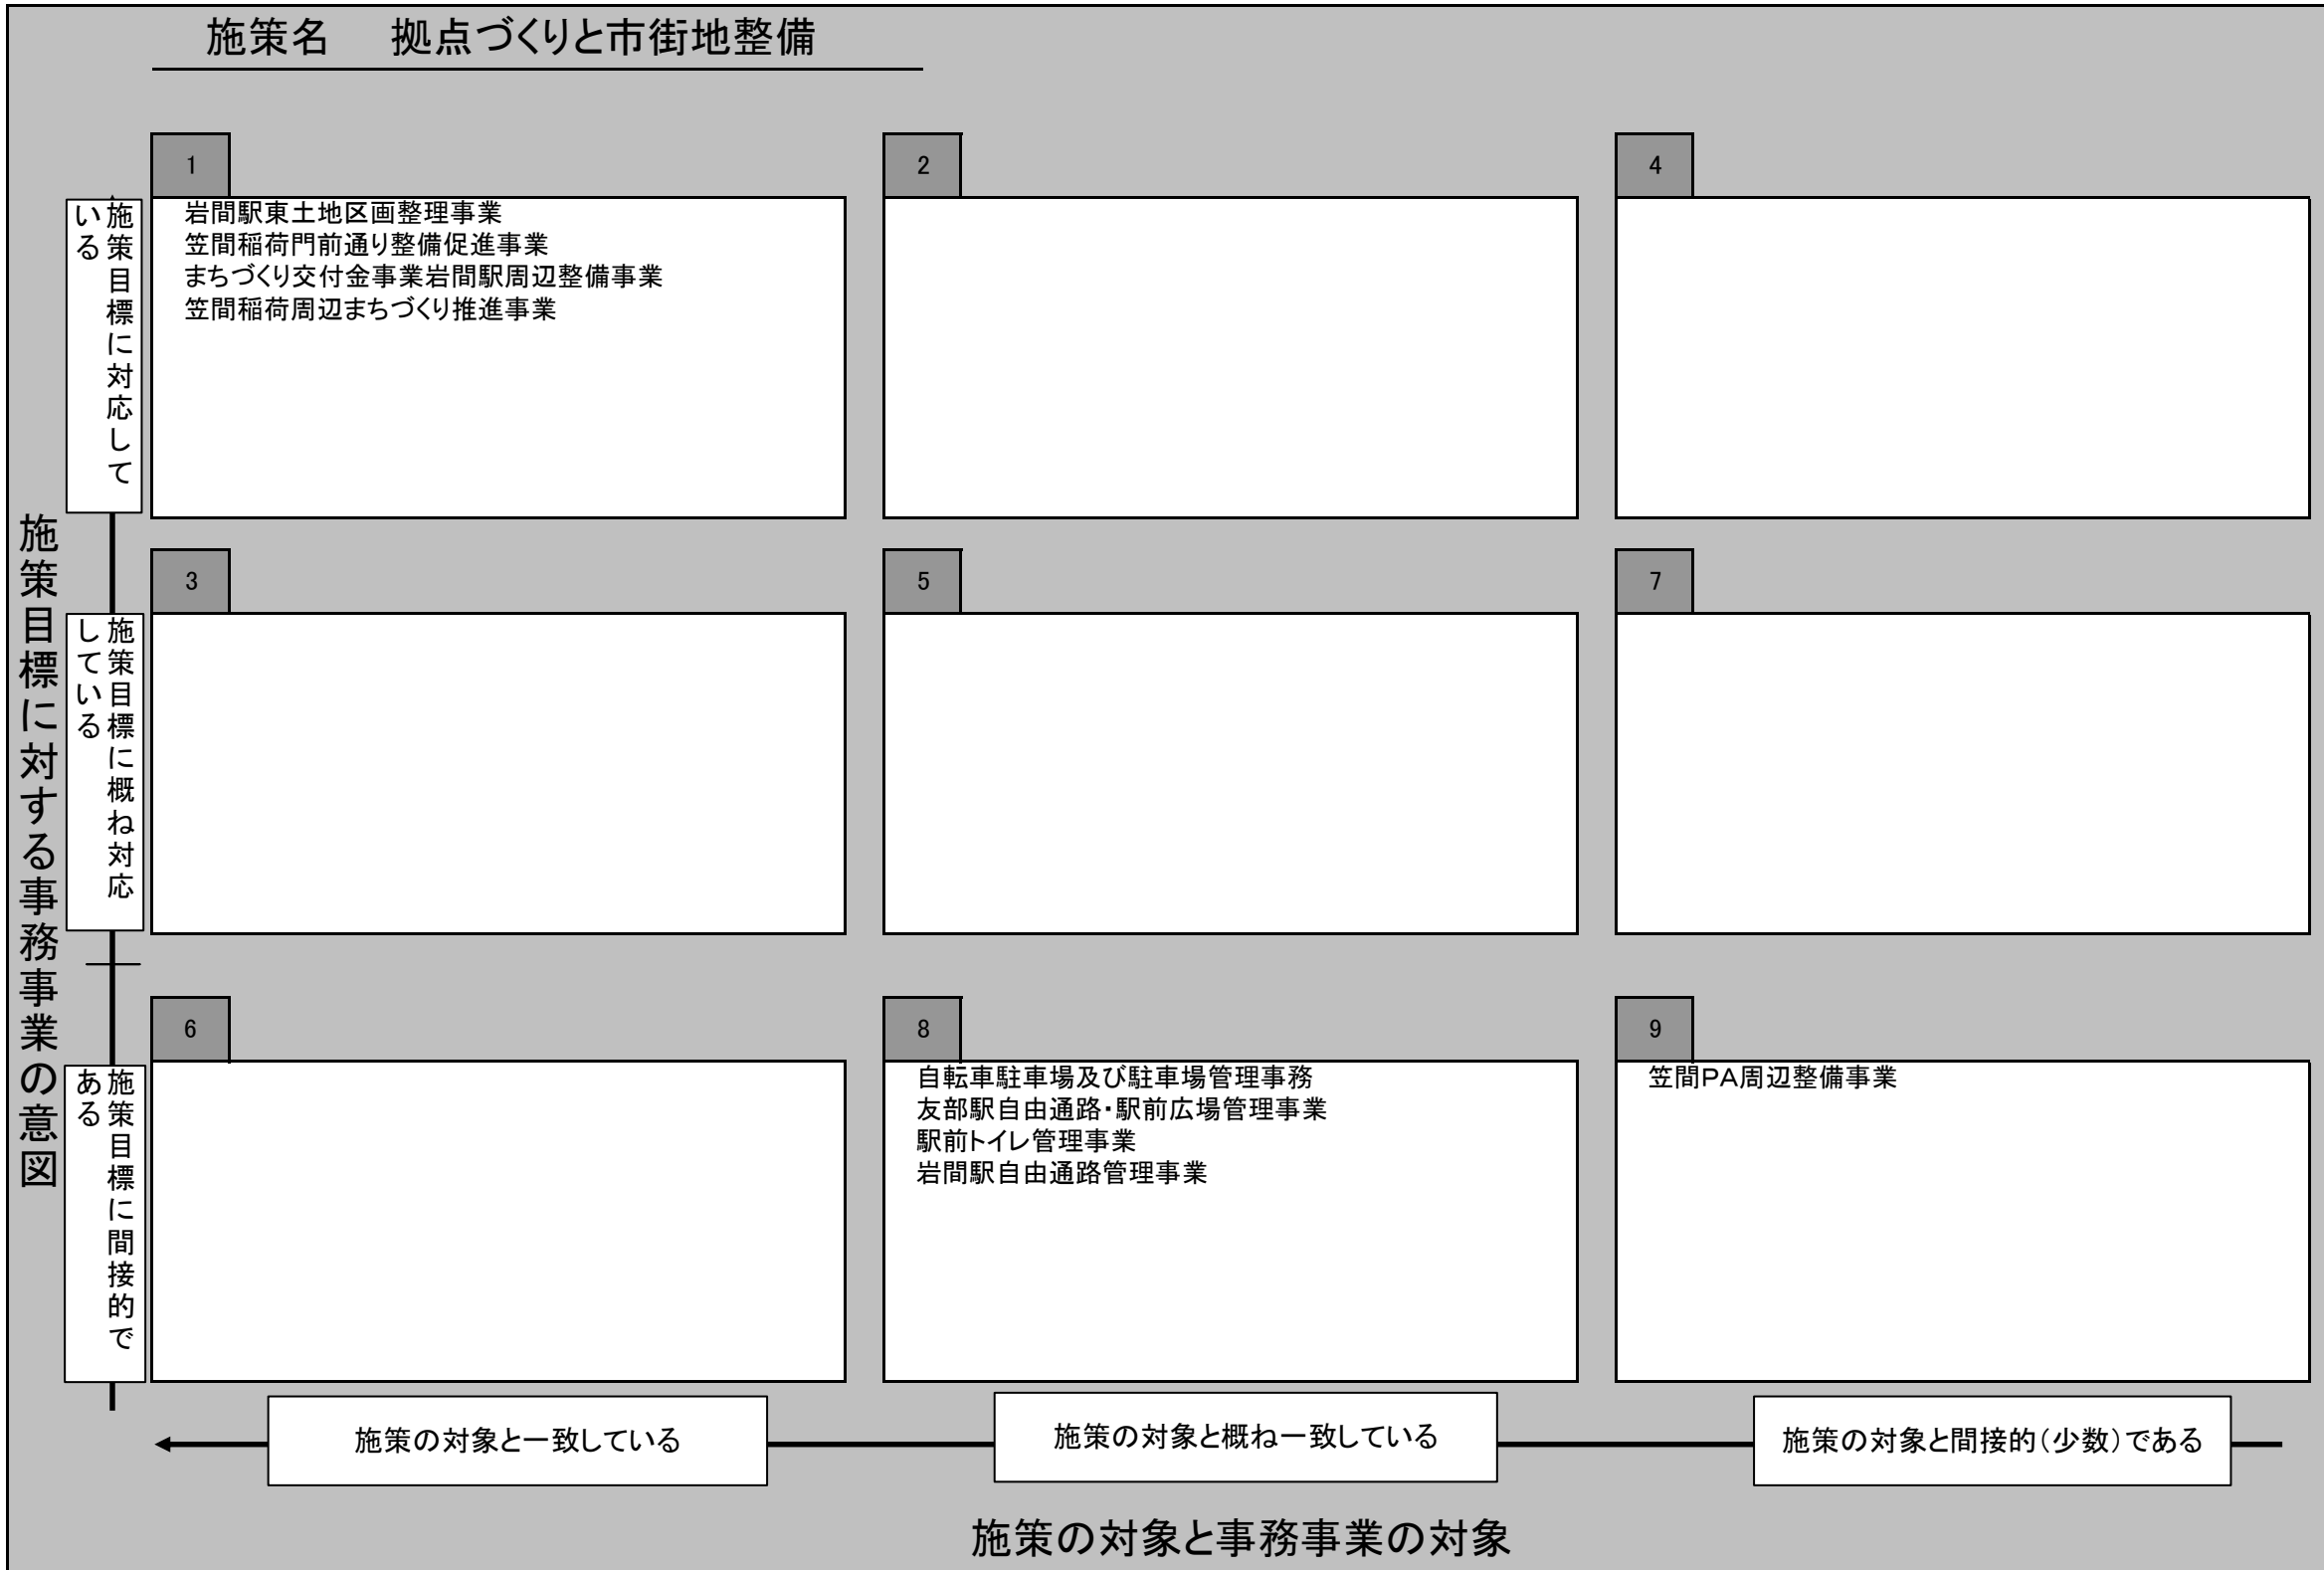 施策名　拠点づくりと市街地整備
1
岩間駅東土地区画整理事業
笠間稲荷門前通り整備促進事業
まちづくり交付金事業岩間駅周辺整備事業
笠間稲荷周辺まちづくり推進事業
2
4
施策目標に対応して
いる
3
5
7
施策目標に概ね対応
している
施策目標に対する事務事業の意図
6
8
自転車駐車場及び駐車場管理事務
友部駅自由通路・駅前広場管理事業
駅前トイレ管理事業
岩間駅自由通路管理事業
9
笠間PA周辺整備事業
施策目標に間接的で
ある
施策の対象と一致している
施策の対象と概ね一致している
施策の対象と間接的（少数）である
施策の対象と事務事業の対象